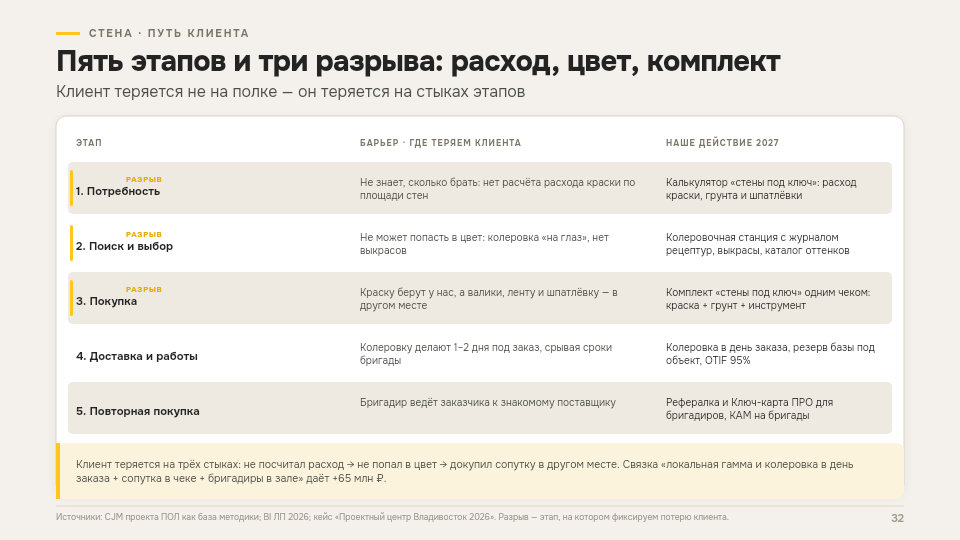 СТЕНА · ПУТЬ КЛИЕНТА
Пять этапов и три разрыва: расход, цвет, комплект
Клиент теряется не на полке — он теряется на стыках этапов
ЭТАП
БАРЬЕР · ГДЕ ТЕРЯЕМ КЛИЕНТА
НАШЕ ДЕЙСТВИЕ 2027
РАЗРЫВ
1. Потребность
Не знает, сколько брать: нет расчёта расхода краски по
площади стен
Калькулятор «стены под ключ»: расход
краски, грунта и шпатлёвки
РАЗРЫВ
2. Поиск и выбор
Не может попасть в цвет: колеровка «на глаз», нет
выкрасов
Колеровочная станция с журналом
рецептур, выкрасы, каталог оттенков
РАЗРЫВ
3. Покупка
Краску берут у нас, а валики, ленту и шпатлёвку — в
другом месте
Комплект «стены под ключ» одним чеком:
краска + грунт + инструмент
4. Доставка и работы
Колеровку делают 1–2 дня под заказ, срывая сроки
бригады
Колеровка в день заказа, резерв базы под
объект, OTIF 95%
5. Повторная покупка
Бригадир ведёт заказчика к знакомому поставщику
Рефералка и Ключ-карта ПРО для
бригадиров, КАМ на бригады
Клиент теряется на трёх стыках: не посчитал расход → не попал в цвет → докупил сопутку в другом месте. Связка «локальная гамма и колеровка в день
заказа + сопутка в чеке + бригадиры в зале» даёт +65 млн ₽.
Источники: CJM проекта ПОЛ как база методики; BI ЛП 2026; кейс «Проектный центр Владивосток 2026». Разрыв — этап, на котором фиксируем потерю клиента.
32